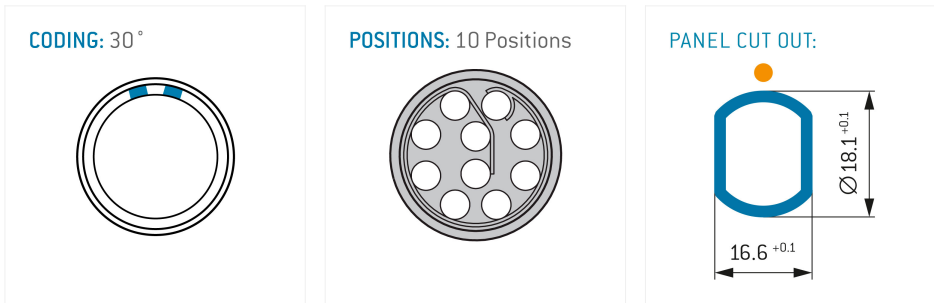 CODING: 30°
POSITIONS: 10 Positions
PANEL CUT OUT:
Ø 18.1 +0.1
16.6 +0.1